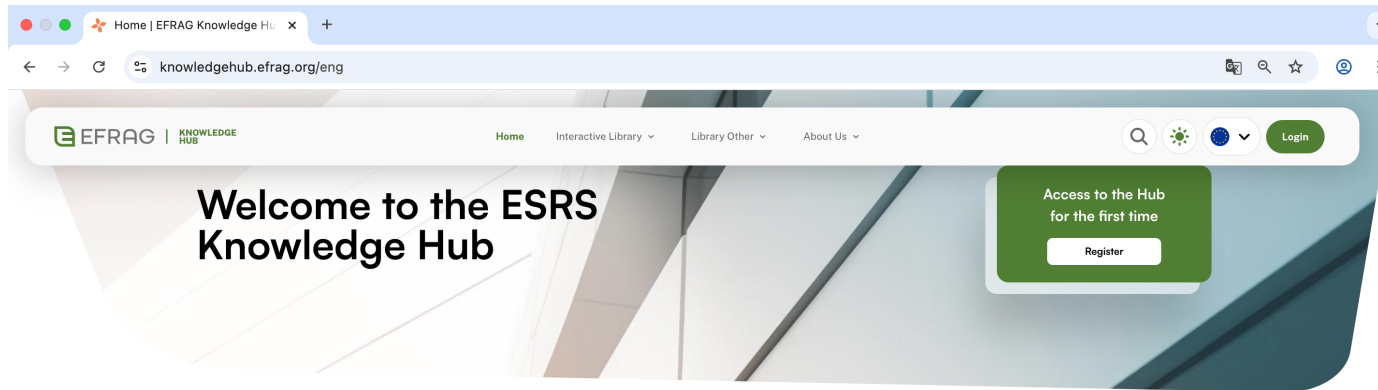 Home | EFRAG Knowledge Hu
knowledgehub.efrag.org/eng
EFRAG | KNOWLEDGE HUB
Home Interactive Library Library Other About Us Login
Welcome to the ESRS
Knowledge Hub
Access to the Hub
for the first time
Register